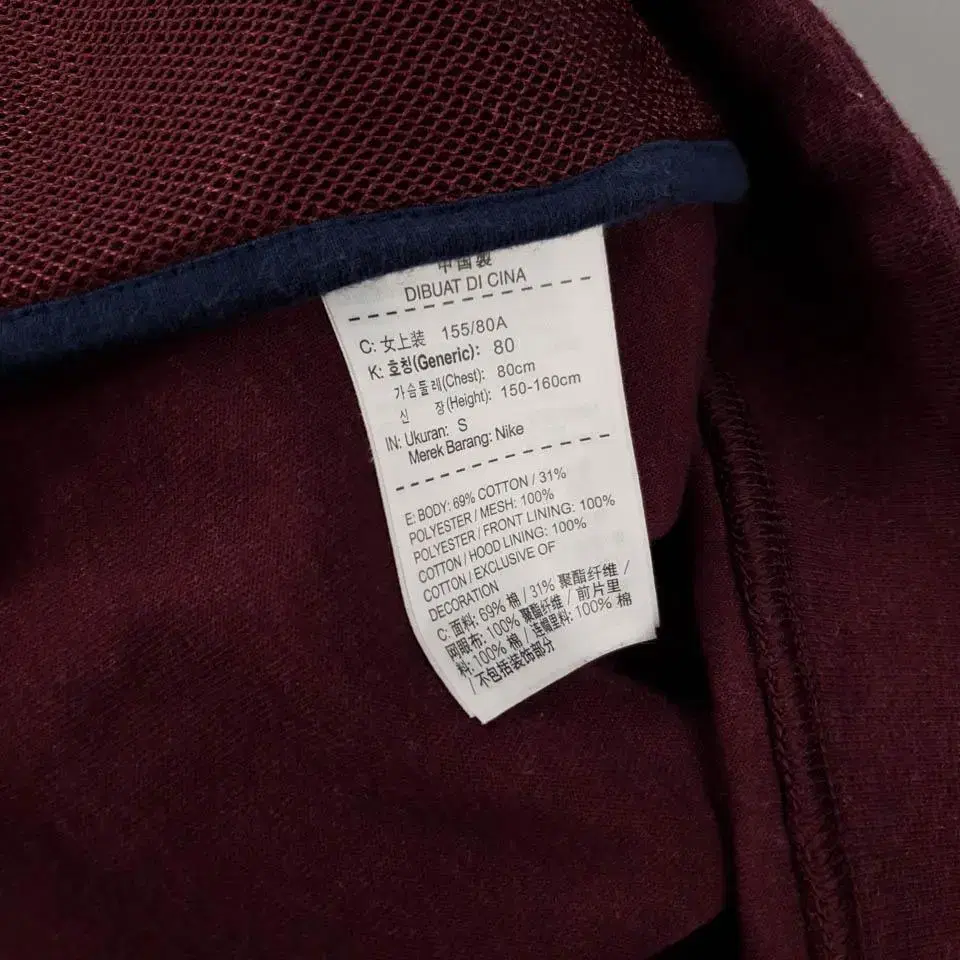 中国製
DIBUAT DI CINA
C: 女上装 155/80A
K: 호칭(Generic): 80
가슴둘레(Chest): 80cm
신 장(Height): 150-160cm
IN: Ukuran: S
Merek Barang: Nike
E: BODY: 69% COTTON / 31%
POLYESTER / MESH: 100%
POLYESTER / FRONT LINING: 100%
COTTON / HOOD LINING: 100%
COTTON / EXCLUSIVE OF
DECORATION
C: 面料: 69% 棉 / 31% 聚酯纤维 /
网眼布: 100% 聚酯纤维 / 前片里
料: 100% 棉 / 连帽里料: 100% 棉
/ 不包括装饰部分